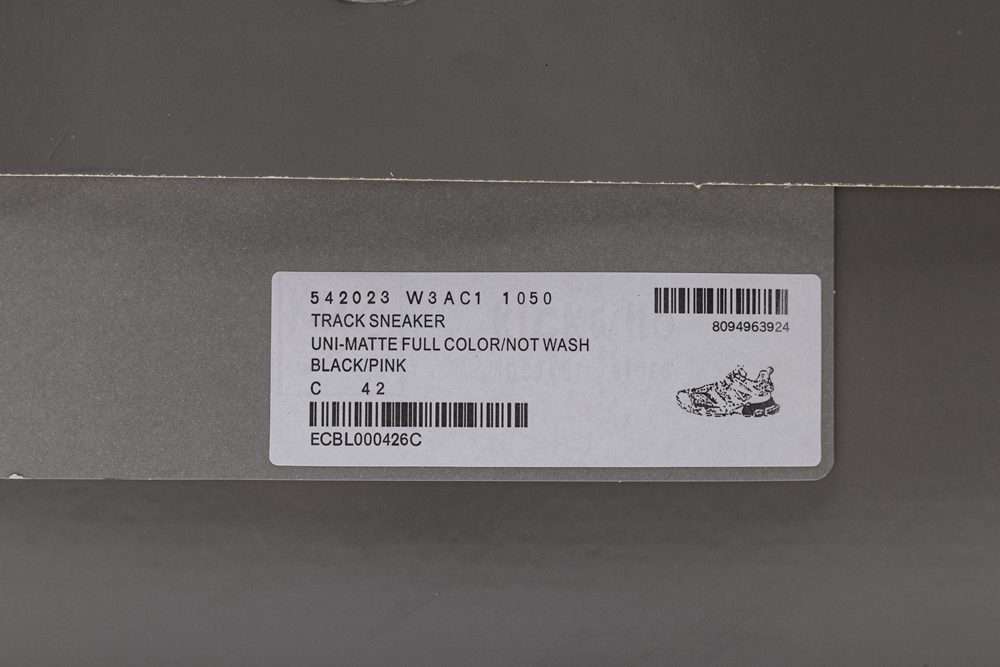 542023 W3AC1 1050
TRACK SNEAKER
UNI-MATTE FULL COLOR/NOT WASH
BLACK/PINK
C 42
ECBL000426C
8094963924